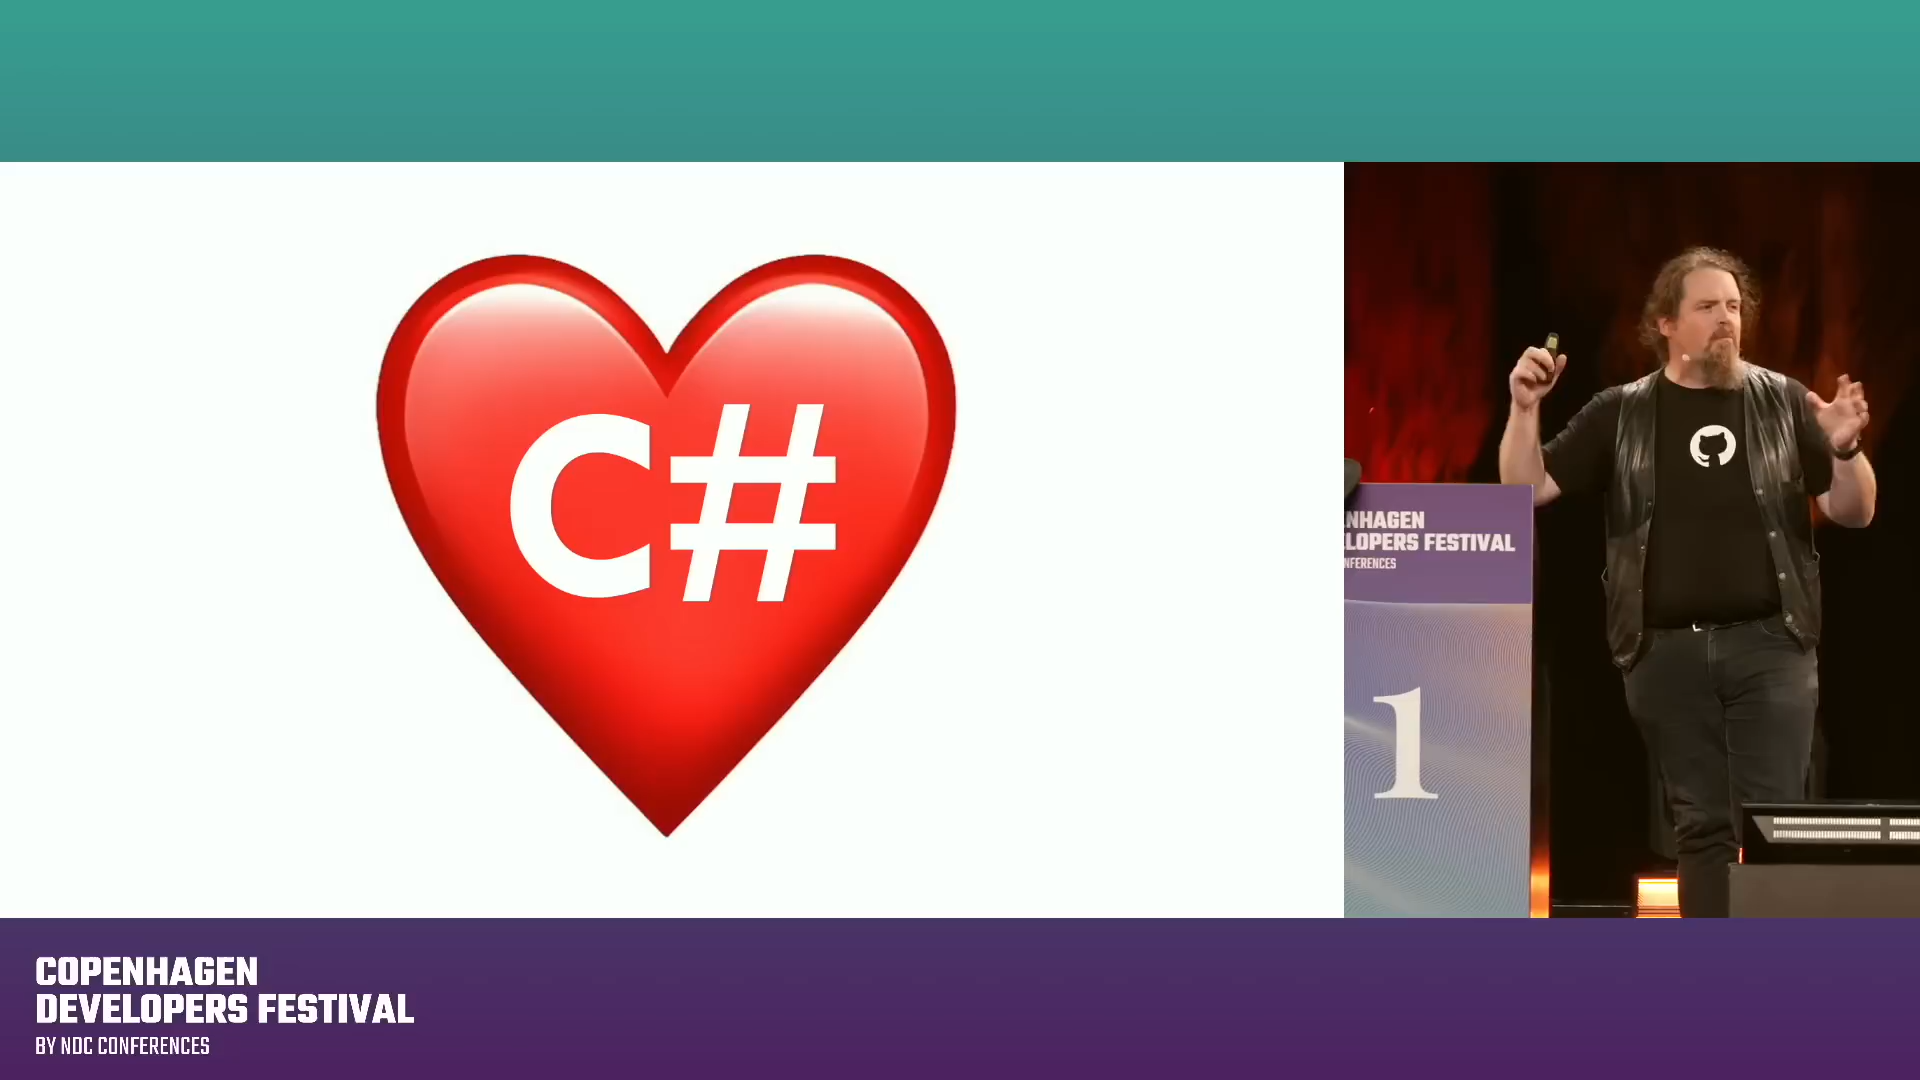 C#
NHAGEN
LOPERS FESTIVAL
NFERENCES
1
COPENHAGEN
DEVELOPERS FESTIVAL
BY NDC CONFERENCES